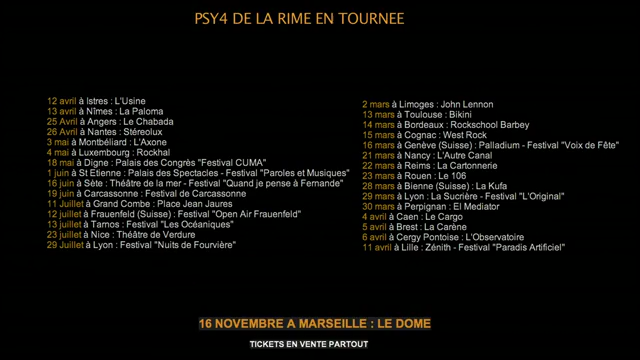 PSY4 DE LA RIME EN TOURNEE
12 avril à Istres : L'Usine
13 avril à Nîmes : La Paloma
25 Avril à Angers : Le Chabada
26 Avril à Nantes : Stéreolux
3 mai à Montbéliard : L'Axone
4 mai à Luxembourg : Rockhal
18 mai à Digne : Palais des Congrès "Festival CUMA"
1 juin à St Etienne : Palais des Spectacles - Festival "Paroles et Musiques"
16 juin à Sète : Théâtre de la mer - Festival "Quand je pense à Fernande"
19 juin à Carcassonne : Festival de Carcassonne
11 Juillet à Grand Combe : Place Jean Jaures
12 juillet à Frauenfeld (Suisse) : Festival "Open Air Frauenfeld"
13 juillet à Tarnos : Festival "Les Océaniques"
23 juillet à Nice : Théâtre de Verdure
29 Juillet à Lyon : Festival "Nuits de Fourvière"
2 mars à Limoges : John Lennon
13 mars à Toulouse : Bikini
14 mars à Bordeaux : Rockschool Barbey
15 mars à Cognac : West Rock
16 mars à Genève (Suisse) : Palladium - Festival "Voix de Fête"
21 mars à Nancy : L'Autre Canal
22 mars à Reims : La Cartonnerie
23 mars à Rouen : Le 106
28 mars à Bienne (Suisse) : La Kufa
29 mars à Lyon : La Sucrière - Festival "L'Original"
30 mars à Perpignan : El Mediator
4 avril à Caen : Le Cargo
5 avril à Brest : La Carène
6 avril à Cergy Pontoise : L'Observatoire
11 avril à Lille : Zénith - Festival "Paradis Artificiel"
16 NOVEMBRE A MARSEILLE : LE DOME
TICKETS EN VENTE PARTOUT